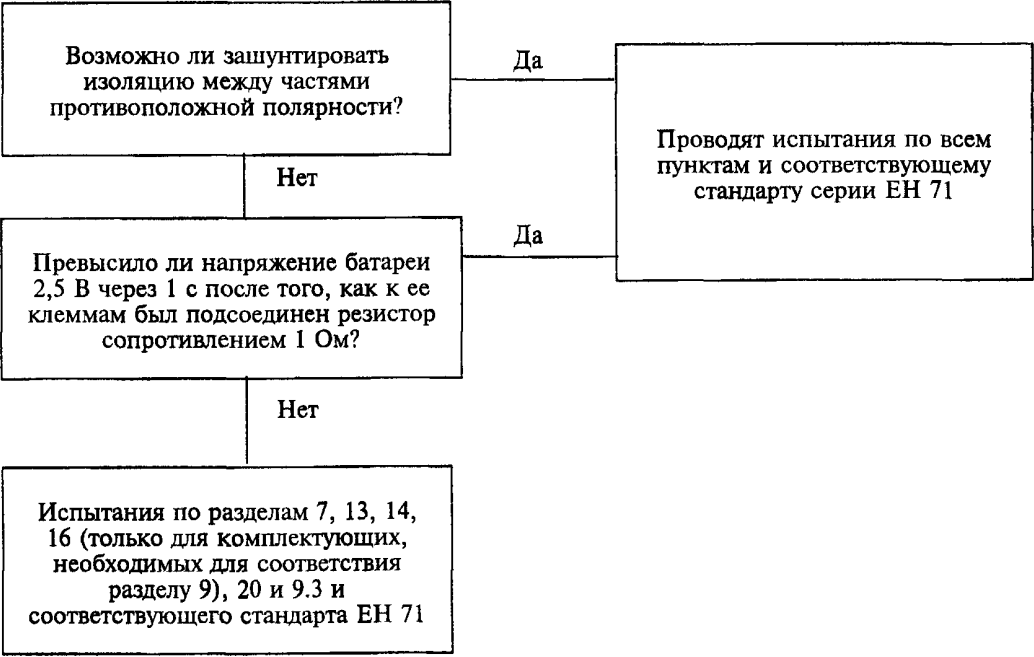 Возможно ли зашунтировать
изоляцию между частями
противоположной полярности?
Да
Проводят испытания по всем
пунктам и соответствующему
стандарту серии ЕН 71
Нет
Превысило ли напряжение батареи
2,5 В через 1 с после того, как к ее
клеммам был подсоединен резистор
сопротивлением 1 Ом?
Да
Нет
Испытания по разделам 7, 13, 14,
16 (только для комплектующих,
необходимых для соответствия
разделу 9), 20 и 9.3 и
соответствующего стандарта ЕН 71